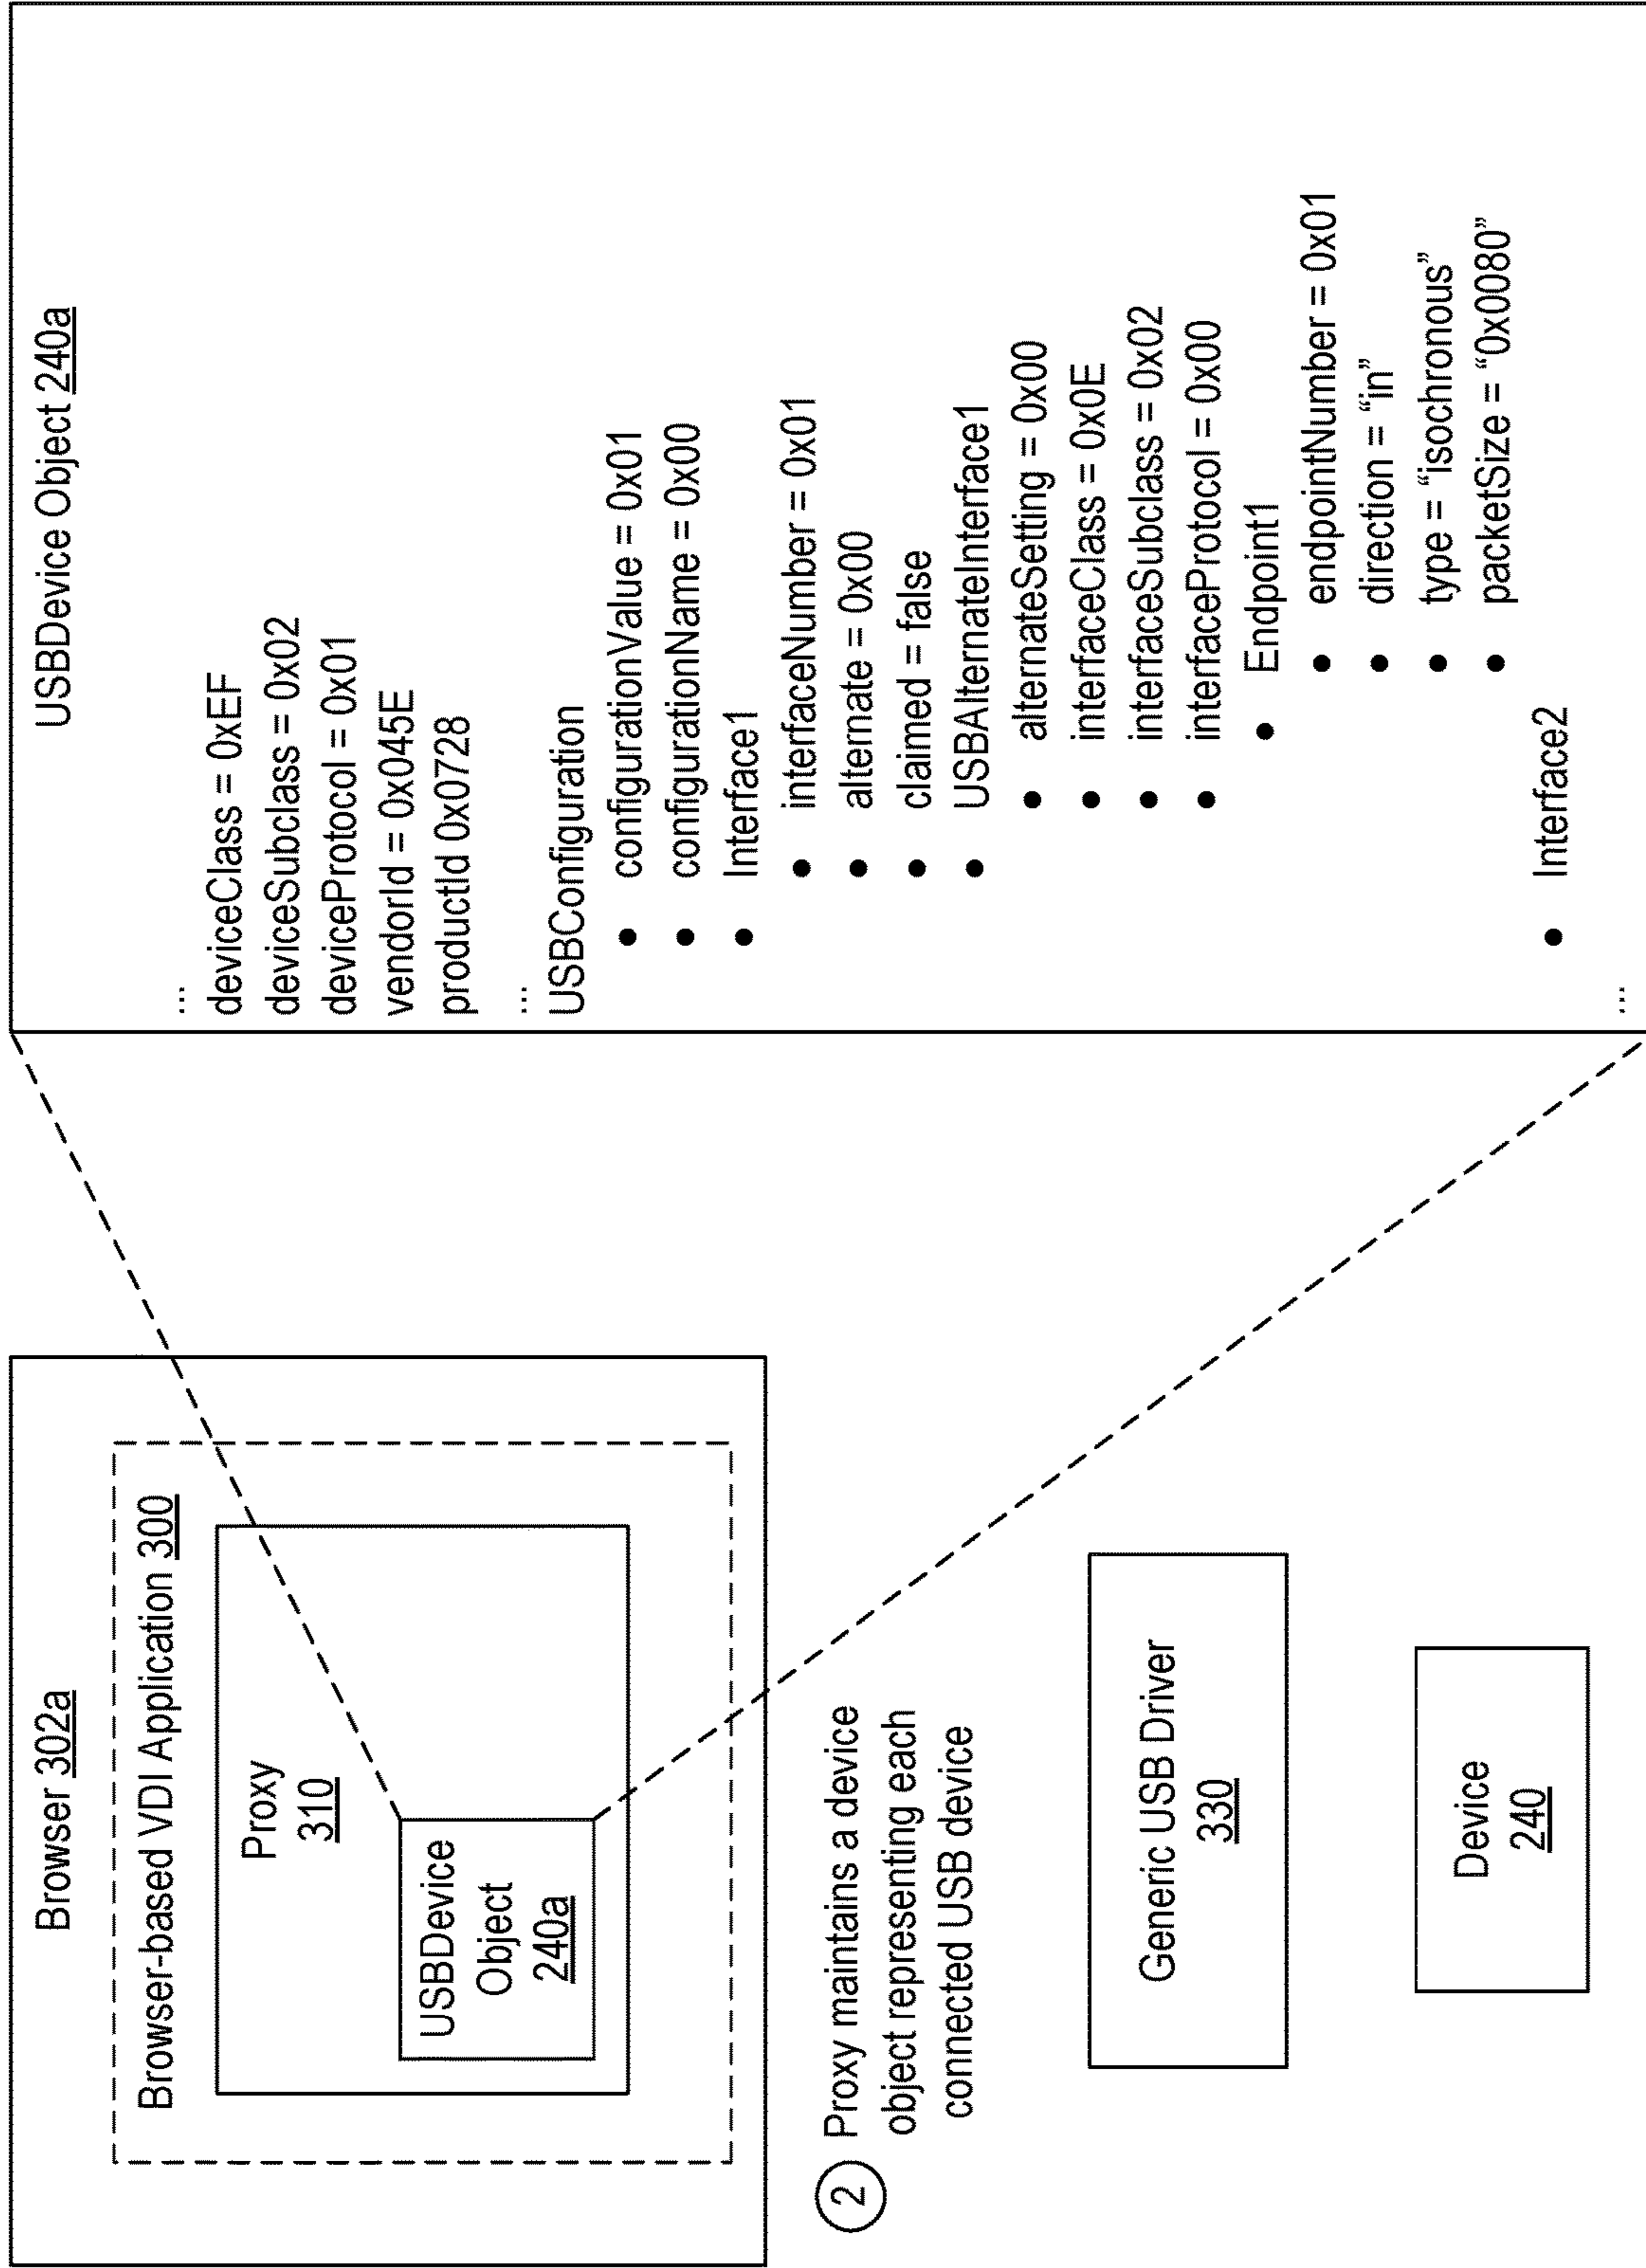 Browser 302a
Browser-based VDI Application 300
Proxy
310
USBDevice
Object
240a
2
Proxy maintains a device
object representing each
connected USB device
Generic USB Driver
330
Device
240
USBDevice Object 240a
...
deviceClass = 0xEF
deviceSubclass = 0x02
deviceProtocol = 0x01
vendorId = 0x045E
productId 0x0728
...
USBConfiguration
• configurationValue = 0x01
• configurationName = 0x00
• Interface1
• interfaceNumber = 0x01
• alternate = 0x00
• claimed = false
• USBAlternateInterface1
• alternateSetting = 0x00
• interfaceClass = 0x0E
• interfaceSubclass = 0x02
• interfaceProtocol = 0x00
• Endpoint1
• endpointNumber = 0x01
• direction = “in”
• type = “isochronous”
• packetSize = “0x0080”
• Interface2
...